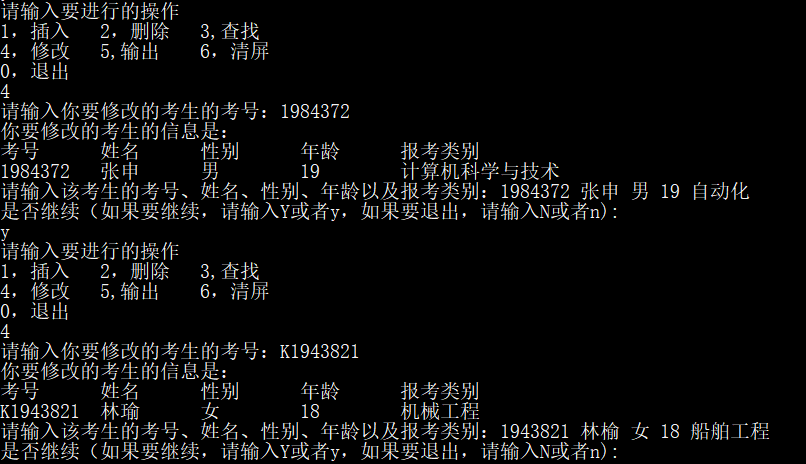 请输入要进行的操作
1，插入   2，删除   3,查找
4，修改   5,输出    6，清屏
0，退出
4
请输入你要修改的考生的考号：1984372
你要修改的考生的信息是：
考号      姓名      性别      年龄      报考类别
1984372   张申      男        19        计算机科学与技术
请输入该考生的考号、姓名、性别、年龄以及报考类别：1984372 张申 男 19 自动化
是否继续（如果要继续，请输入Y或者y，如果要退出，请输入N或者n）:
y
请输入要进行的操作
1，插入   2，删除   3,查找
4，修改   5,输出    6，清屏
0，退出
4
请输入你要修改的考生的考号：K1943821
你要修改的考生的信息是：
考号      姓名      性别      年龄      报考类别
K1943821  林瑜      女        18        机械工程
请输入该考生的考号、姓名、性别、年龄以及报考类别：1943821 林榆 女 18 船舶工程
是否继续（如果要继续，请输入Y或者y，如果要退出，请输入N或者n）: